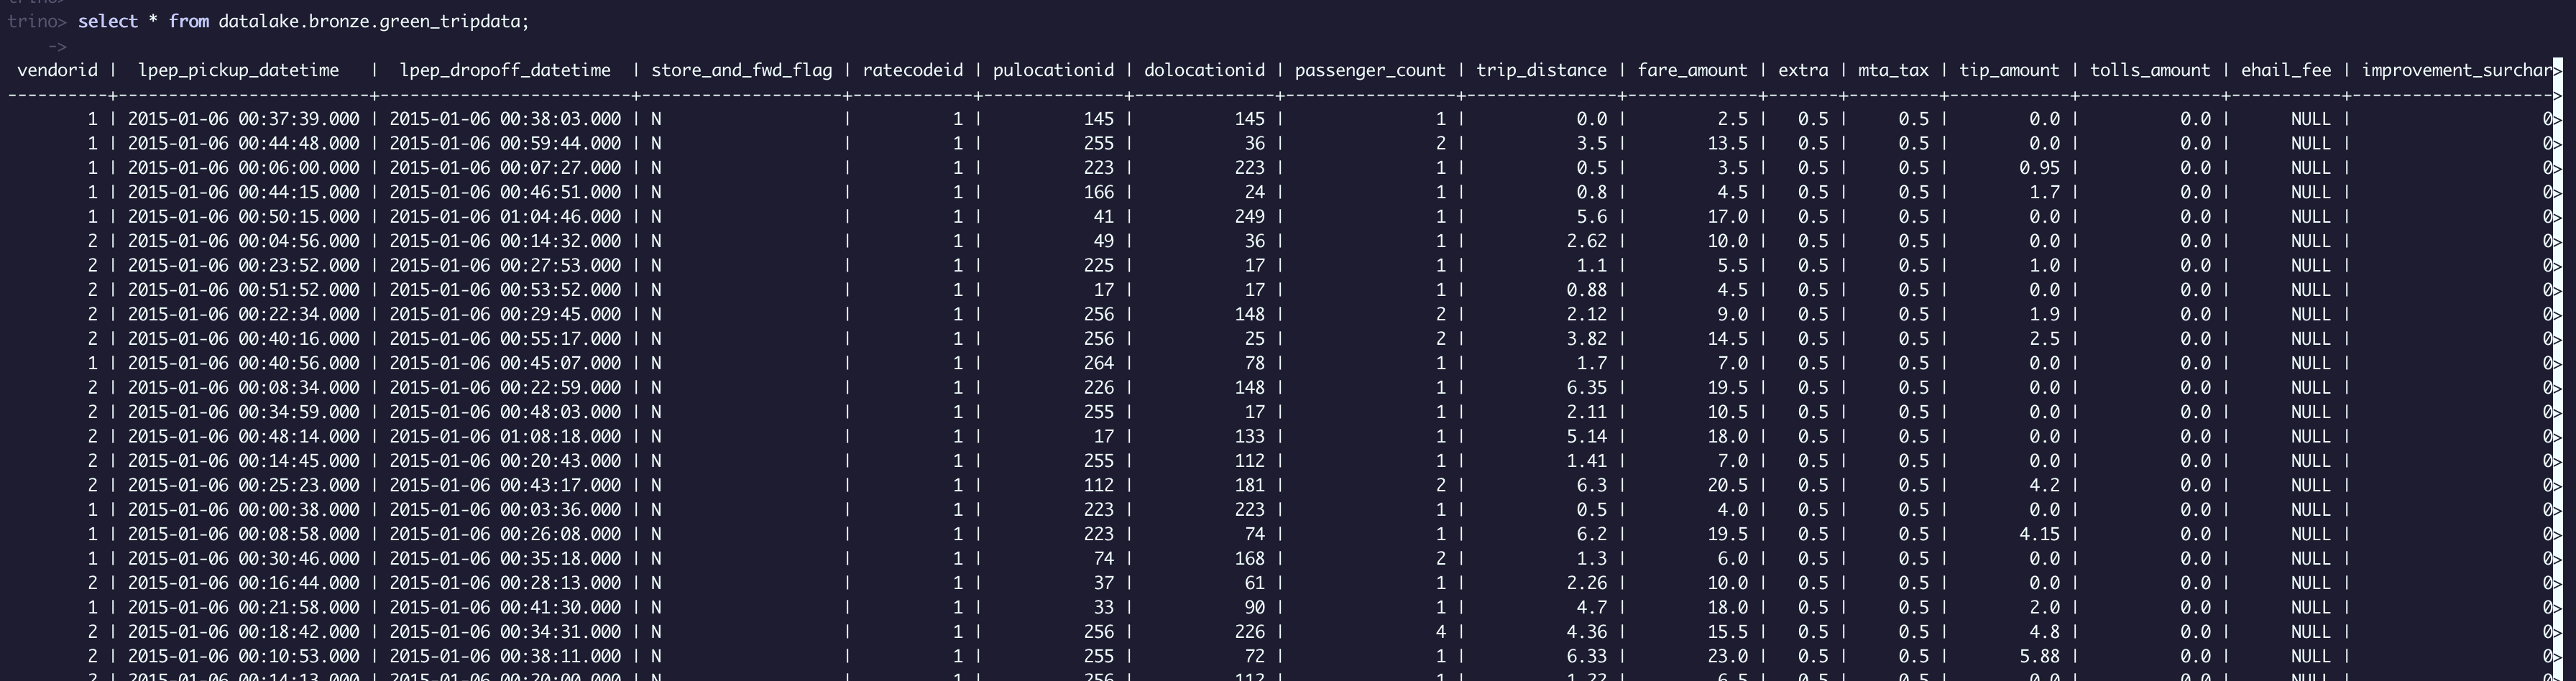 trino>
trino> select * from datalake.bronze.green_tripdata;
->
vendorid | lpep_pickup_datetime | lpep_dropoff_datetime | store_and_fwd_flag | ratecodeid | pulocationid | dolocationid | passenger_count | trip_distance | fare_amount | extra | mta_tax | tip_amount | tolls_amount | ehail_fee | improvement_surchar>
----------+-------------------------+-------------------------+--------------------+------------+--------------+--------------+-----------------+---------------+-------------+-------+---------+------------+--------------+-----------+-------------------->
1 | 2015-01-06 00:37:39.000 | 2015-01-06 00:38:03.000 | N | 1 | 145 | 145 | 1 | 0.0 | 2.5 | 0.5 | 0.5 | 0.0 | 0.0 | NULL | 0>
1 | 2015-01-06 00:44:48.000 | 2015-01-06 00:59:44.000 | N | 1 | 255 | 36 | 2 | 3.5 | 13.5 | 0.5 | 0.5 | 0.0 | 0.0 | NULL | 0>
1 | 2015-01-06 00:06:00.000 | 2015-01-06 00:07:27.000 | N | 1 | 223 | 223 | 1 | 0.5 | 3.5 | 0.5 | 0.5 | 0.95 | 0.0 | NULL | 0>
1 | 2015-01-06 00:44:15.000 | 2015-01-06 00:46:51.000 | N | 1 | 166 | 24 | 1 | 0.8 | 4.5 | 0.5 | 0.5 | 1.7 | 0.0 | NULL | 0>
1 | 2015-01-06 00:50:15.000 | 2015-01-06 01:04:46.000 | N | 1 | 41 | 249 | 1 | 5.6 | 17.0 | 0.5 | 0.5 | 0.0 | 0.0 | NULL | 0>
2 | 2015-01-06 00:04:56.000 | 2015-01-06 00:14:32.000 | N | 1 | 49 | 36 | 1 | 2.62 | 10.0 | 0.5 | 0.5 | 0.0 | 0.0 | NULL | 0>
2 | 2015-01-06 00:23:52.000 | 2015-01-06 00:27:53.000 | N | 1 | 225 | 17 | 1 | 1.1 | 5.5 | 0.5 | 0.5 | 1.0 | 0.0 | NULL | 0>
2 | 2015-01-06 00:51:52.000 | 2015-01-06 00:53:52.000 | N | 1 | 17 | 17 | 1 | 0.88 | 4.5 | 0.5 | 0.5 | 0.0 | 0.0 | NULL | 0>
2 | 2015-01-06 00:22:34.000 | 2015-01-06 00:29:45.000 | N | 1 | 256 | 148 | 2 | 2.12 | 9.0 | 0.5 | 0.5 | 1.9 | 0.0 | NULL | 0>
2 | 2015-01-06 00:40:16.000 | 2015-01-06 00:55:17.000 | N | 1 | 256 | 25 | 2 | 3.82 | 14.5 | 0.5 | 0.5 | 2.5 | 0.0 | NULL | 0>
1 | 2015-01-06 00:40:56.000 | 2015-01-06 00:45:07.000 | N | 1 | 264 | 78 | 1 | 1.7 | 7.0 | 0.5 | 0.5 | 0.0 | 0.0 | NULL | 0>
2 | 2015-01-06 00:08:34.000 | 2015-01-06 00:22:59.000 | N | 1 | 226 | 148 | 1 | 6.35 | 19.5 | 0.5 | 0.5 | 0.0 | 0.0 | NULL | 0>
2 | 2015-01-06 00:34:59.000 | 2015-01-06 00:48:03.000 | N | 1 | 255 | 17 | 1 | 2.11 | 10.5 | 0.5 | 0.5 | 0.0 | 0.0 | NULL | 0>
2 | 2015-01-06 00:48:14.000 | 2015-01-06 01:08:18.000 | N | 1 | 17 | 133 | 1 | 5.14 | 18.0 | 0.5 | 0.5 | 0.0 | 0.0 | NULL | 0>
2 | 2015-01-06 00:14:45.000 | 2015-01-06 00:20:43.000 | N | 1 | 255 | 112 | 1 | 1.41 | 7.0 | 0.5 | 0.5 | 0.0 | 0.0 | NULL | 0>
2 | 2015-01-06 00:25:23.000 | 2015-01-06 00:43:17.000 | N | 1 | 112 | 181 | 2 | 6.3 | 20.5 | 0.5 | 0.5 | 4.2 | 0.0 | NULL | 0>
1 | 2015-01-06 00:00:38.000 | 2015-01-06 00:03:36.000 | N | 1 | 223 | 223 | 1 | 0.5 | 4.0 | 0.5 | 0.5 | 0.0 | 0.0 | NULL | 0>
1 | 2015-01-06 00:08:58.000 | 2015-01-06 00:26:08.000 | N | 1 | 223 | 74 | 1 | 6.2 | 19.5 | 0.5 | 0.5 | 4.15 | 0.0 | NULL | 0>
1 | 2015-01-06 00:30:46.000 | 2015-01-06 00:35:18.000 | N | 1 | 74 | 168 | 2 | 1.3 | 6.0 | 0.5 | 0.5 | 0.0 | 0.0 | NULL | 0>
2 | 2015-01-06 00:16:44.000 | 2015-01-06 00:28:13.000 | N | 1 | 37 | 61 | 1 | 2.26 | 10.0 | 0.5 | 0.5 | 0.0 | 0.0 | NULL | 0>
1 | 2015-01-06 00:21:58.000 | 2015-01-06 00:41:30.000 | N | 1 | 33 | 90 | 1 | 4.7 | 18.0 | 0.5 | 0.5 | 2.0 | 0.0 | NULL | 0>
2 | 2015-01-06 00:18:42.000 | 2015-01-06 00:34:31.000 | N | 1 | 256 | 226 | 4 | 4.36 | 15.5 | 0.5 | 0.5 | 4.8 | 0.0 | NULL | 0>
2 | 2015-01-06 00:10:53.000 | 2015-01-06 00:38:11.000 | N | 1 | 255 | 72 | 1 | 6.33 | 23.0 | 0.5 | 0.5 | 5.88 | 0.0 | NULL | 0>
2 | 2015-01-06 00:14:13.000 | 2015-01-06 00:20:00.000 | N | 1 | 256 | 112 | 1 | 1.22 | 6.5 | 0.5 | 0.5 | 0.0 | 0.0 | NULL | 0>